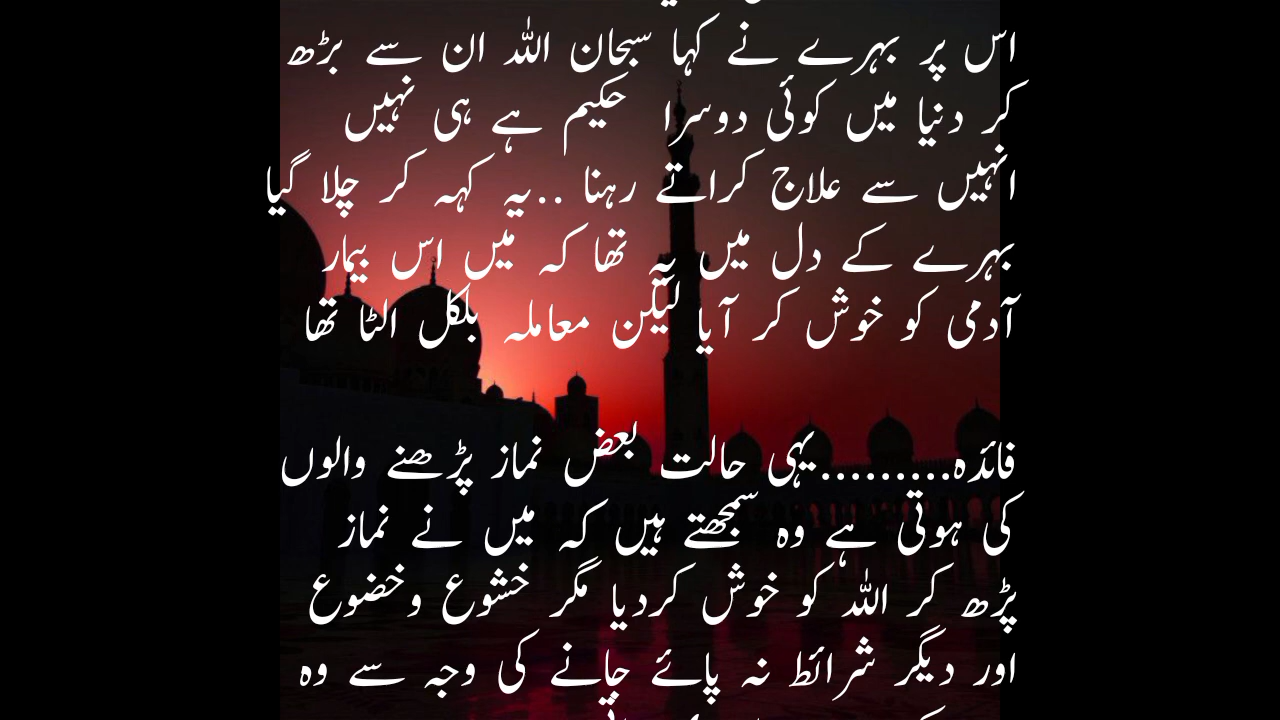 اس پر بہرے نے کہا سبحان اللہ ان سے بڑھ
کر دنیا میں کوئی دوسرا حکیم ہے ہی نہیں
انہیں سے علاج کراتے رہنا ..یہ کہہ کر چلا گیا
بہرے کے دل میں یہ تھا کہ میں اس بیمار
آدمی کو خوش کر آیا لیکن معاملہ بلکل الٹا تھا
فائدہ.........یہی حالت بعض نماز پڑھنے والوں
کی ہوتی ہے وہ سمجھتے ہیں کہ میں نے نماز
پڑھ کر اللہ کو خوش کردیا مگر خشوع وخضوع
اور دیگر شرائط نہ پائے جانے کی وجہ سے وہ